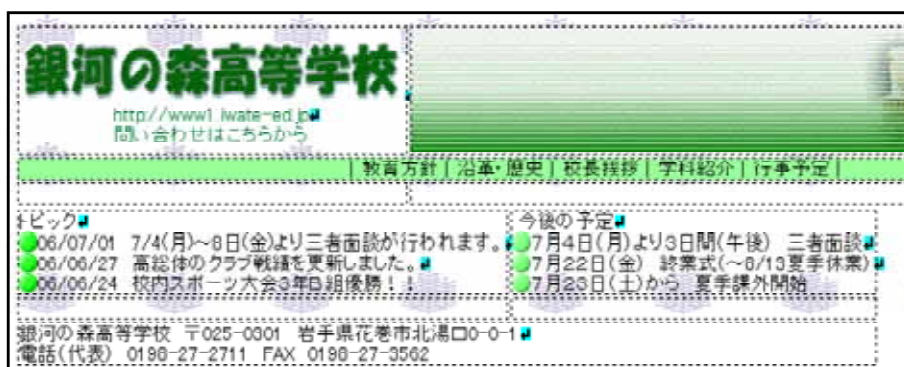 銀河の森高等学校
http://www1.iwate-ed.jp
問い合わせはこちらから
| 教育方針 | 沿革・歴史 | 校長挨拶 | 学科紹介 | 行事予定 |
トピック
06/07/01 7/4(月)~8日(金)より三者面談が行われます。
06/06/27 高総体のクラブ戦績を更新しました。
06/06/24 校内スポーツ大会3年B組優勝!!
今後の予定
7月4日(月)より3日間(午後) 三者面談
7月22日(金) 終業式(~8/13夏季休業)
7月23日(土)から 夏季課外開始
銀河の森高等学校 〒025-0301 岩手県花巻市北湯口0-0-1
電話(代表) 0198-27-2711 FAX 0198-27-3562